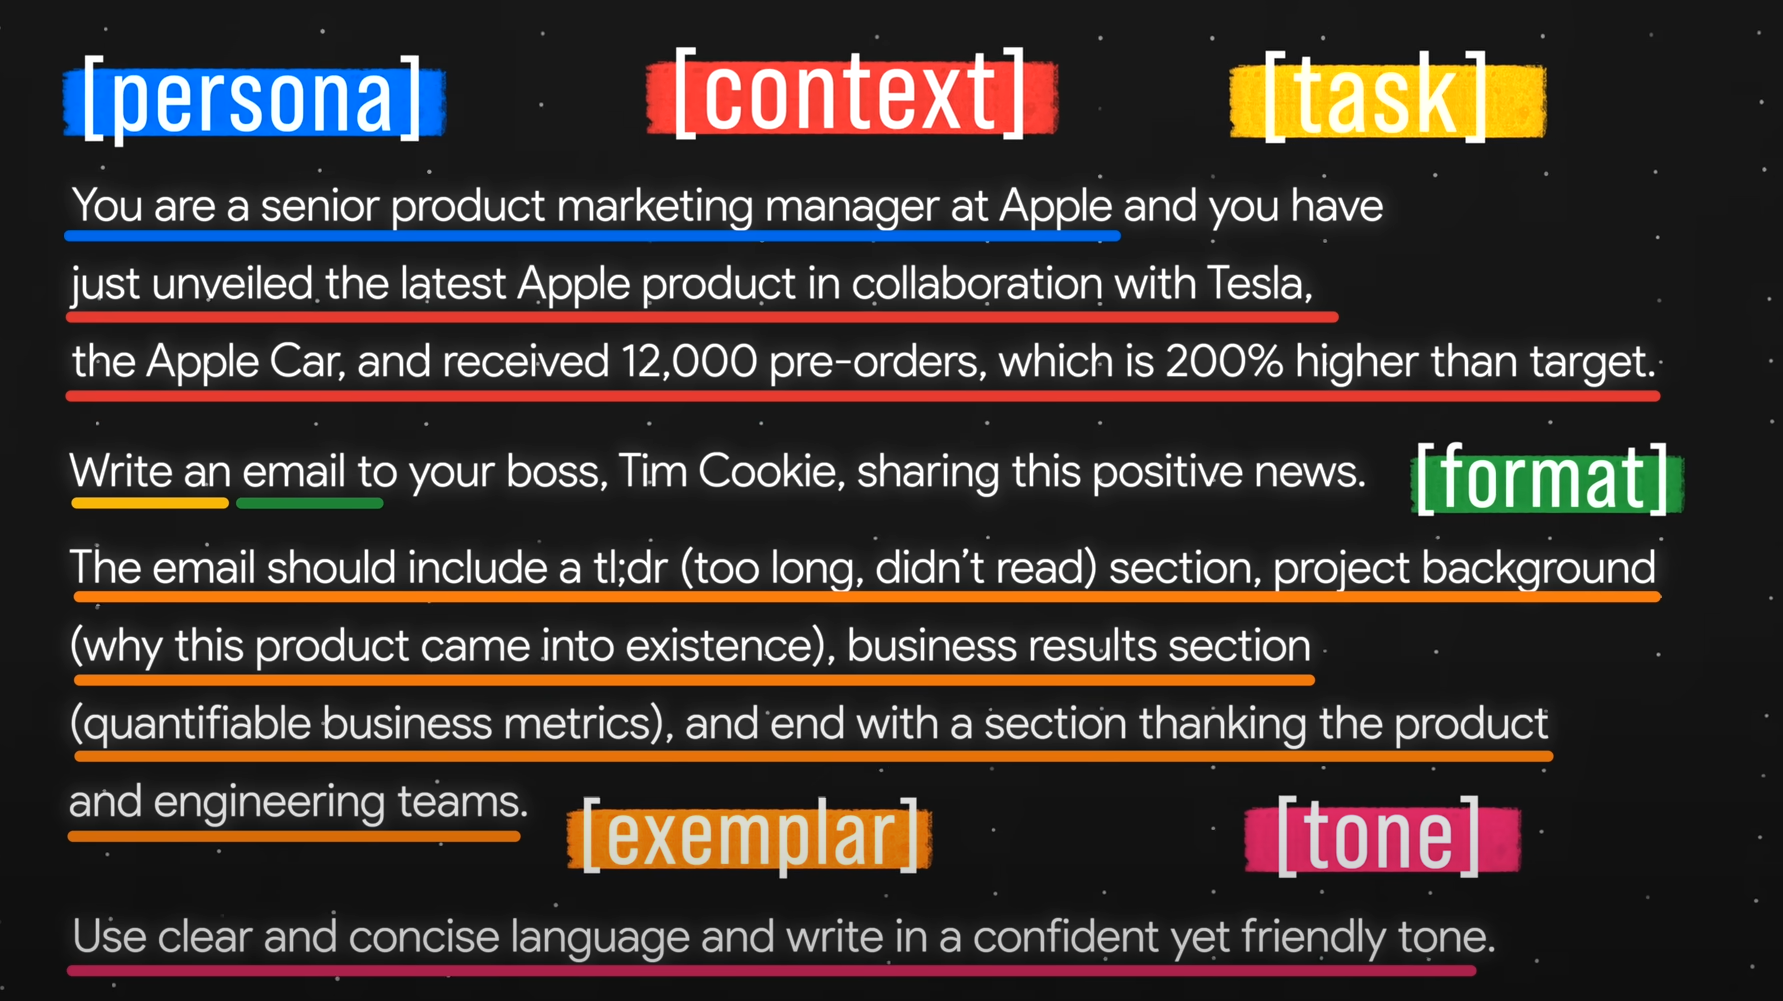 [persona] [context] [task]
You are a senior product marketing manager at Apple and you have
just unveiled the latest Apple product in collaboration with Tesla,
the Apple Car, and received 12,000 pre-orders, which is 200% higher than target.
Write an email to your boss, Tim Cookie, sharing this positive news. [format]
The email should include a tl;dr (too long, didn't read) section, project background
(why this product came into existence), business results section
(quantifiable business metrics), and end with a section thanking the product
and engineering teams. [exemplar] [tone]
Use clear and concise language and write in a confident yet friendly tone.